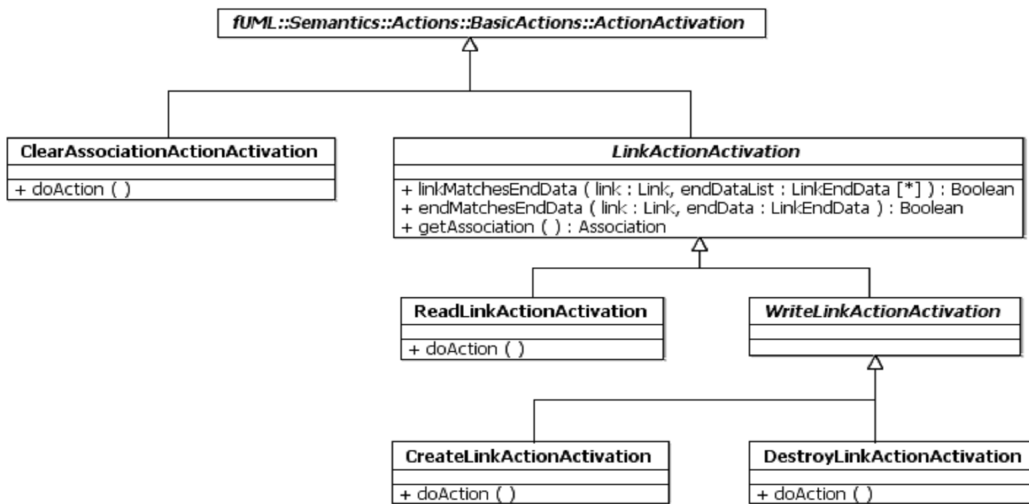 fUML::Semantics::Actions::BasicActions::ActionActivation
ClearAssociationActionActivation
+ doAction ( )
LinkActionActivation
+ linkMatchesEndData ( link : Link, endDataList : LinkEndData [*] ) : Boolean
+ endMatchesEndData ( link : Link, endData : LinkEndData ) : Boolean
+ getAssociation ( ) : Association
ReadLinkActionActivation
+ doAction ( )
WriteLinkActionActivation
CreateLinkActionActivation
+ doAction ( )
DestroyLinkActionActivation
+ doAction ( )